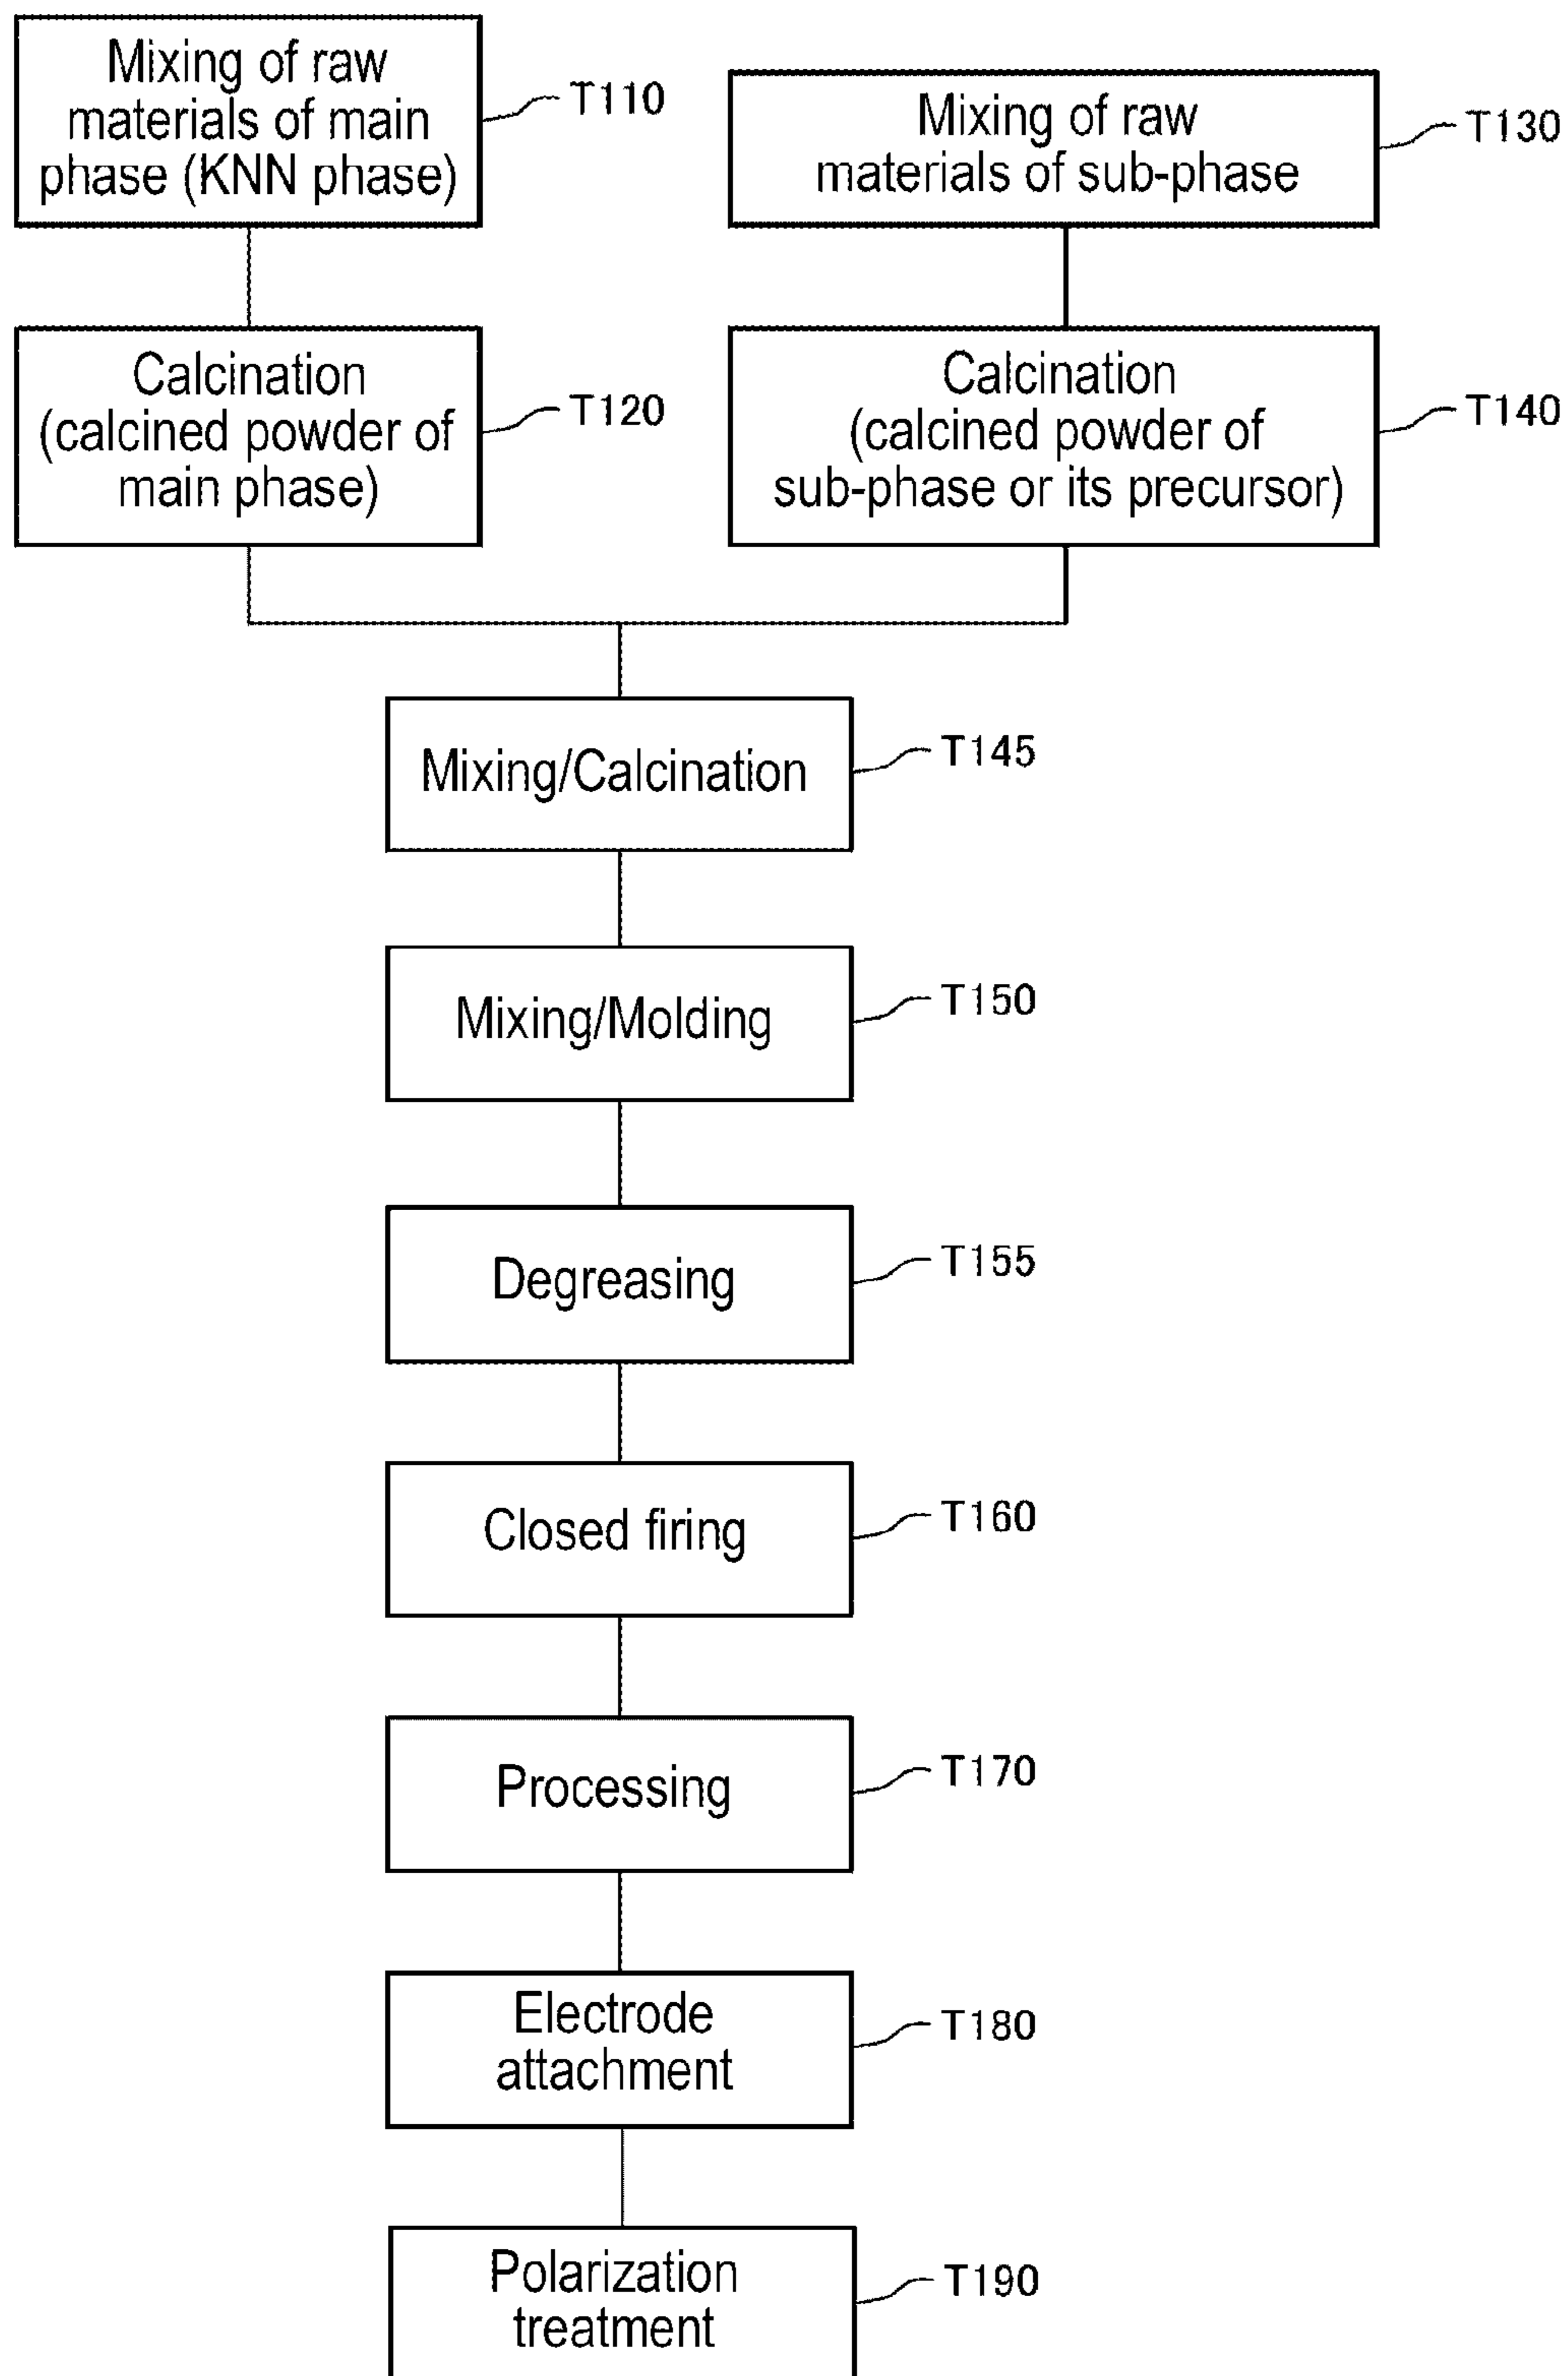 Mixing of raw
materials of main
phase (KNN phase)
T110
Mixing of raw
materials of sub-phase
T130
Calcination
(calcined powder of
main phase)
T120
Calcination
(calcined powder of
sub-phase or its precursor)
T140
Mixing/Calcination
T145
Mixing/Molding
T150
Degreasing
T155
Closed firing
T160
Processing
T170
Electrode
attachment
T180
Polarization
treatment
T190